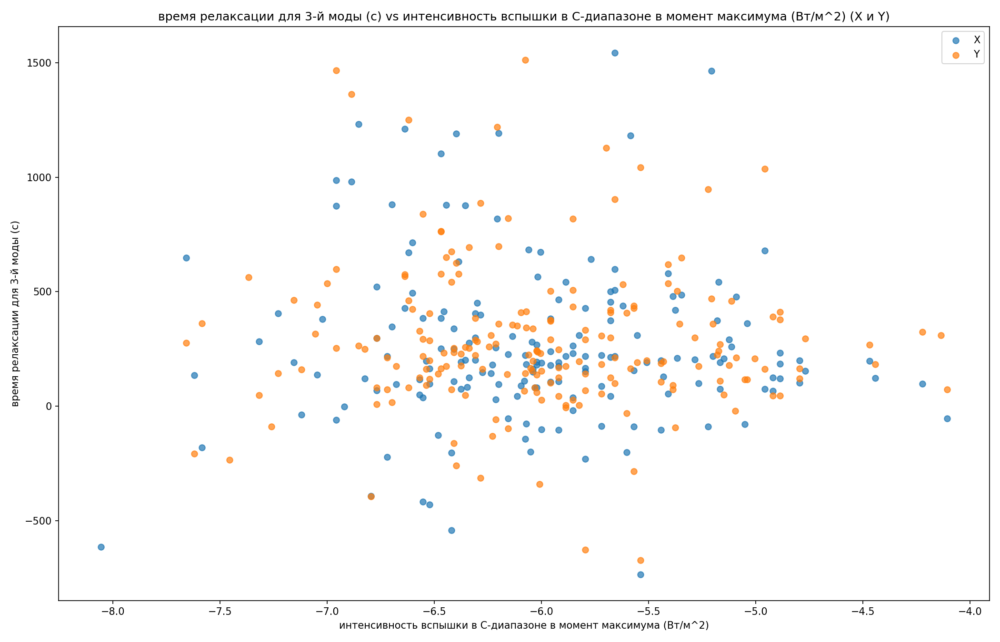 время релаксации для 3-й моды (с) vs интенсивность вспышки в С-диапазоне в момент максимума (Вт/м^2) (X и Y)
X
Y
1500
1000
500
0
−500
время релаксации для 3-й моды (с)
−8.0 −7.5 −7.0 −6.5 −6.0 −5.5 −5.0 −4.5 −4.0
интенсивность вспышки в С-диапазоне в момент максимума (Вт/м^2)